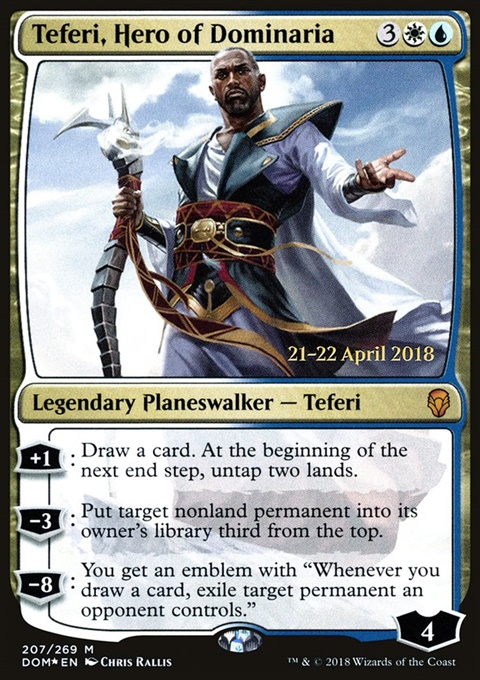 Teferi, Hero of Dominaria 3
21–22 April 2018
Legendary Planeswalker — Teferi
+1 : Draw a card. At the beginning of the
next end step, untap two lands.
−3 : Put target nonland permanent into its
owner’s library third from the top.
−8 : You get an emblem with “Whenever you
draw a card, exile target permanent an
opponent controls.”
4
207/269 M
DOM★EN Chris Rallis
™ & © 2018 Wizards of the Coast